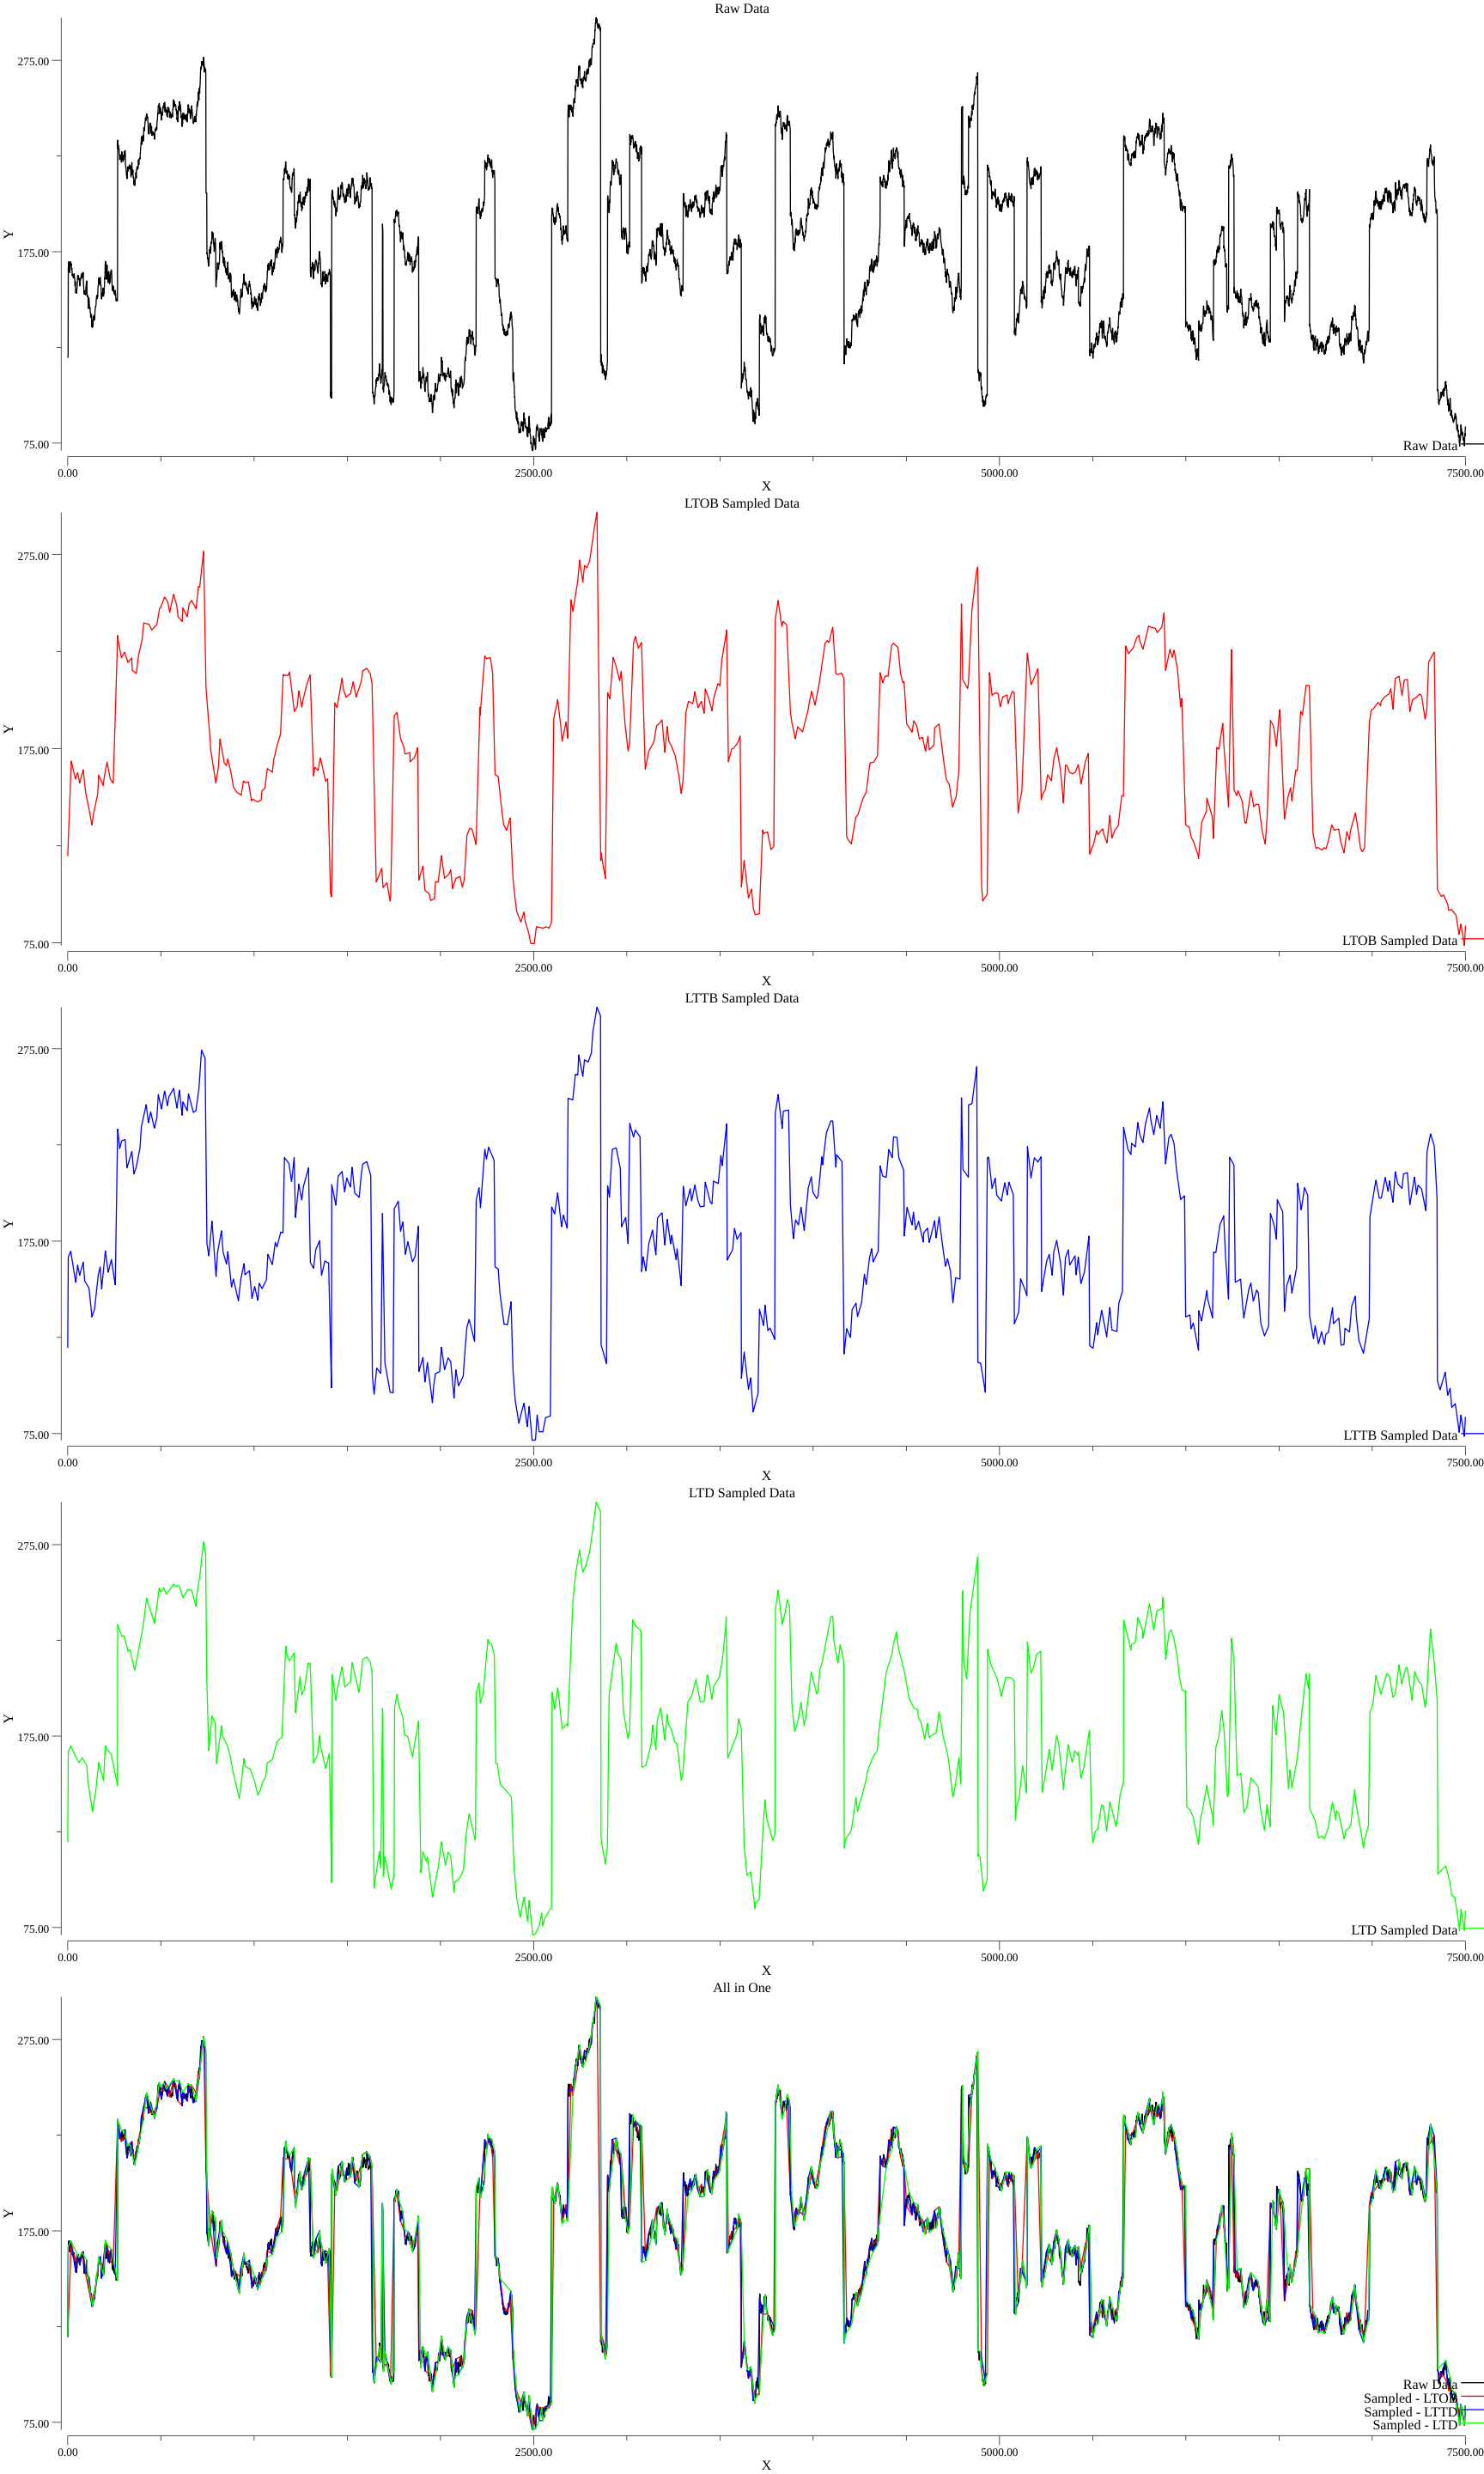 Raw Data
275.00
175.00
75.00
Y
Raw Data
0.00 2500.00 5000.00 7500.00
X
LTOB Sampled Data
275.00
175.00
75.00
Y
LTOB Sampled Data
0.00 2500.00 5000.00 7500.00
X
LTTB Sampled Data
275.00
175.00
75.00
Y
LTTB Sampled Data
0.00 2500.00 5000.00 7500.00
X
LTD Sampled Data
275.00
175.00
75.00
Y
LTD Sampled Data
0.00 2500.00 5000.00 7500.00
X
All in One
275.00
175.00
75.00
Y
Raw Data
Sampled - LTOB
Sampled - LTTD
Sampled - LTD
0.00 2500.00 5000.00 7500.00
X